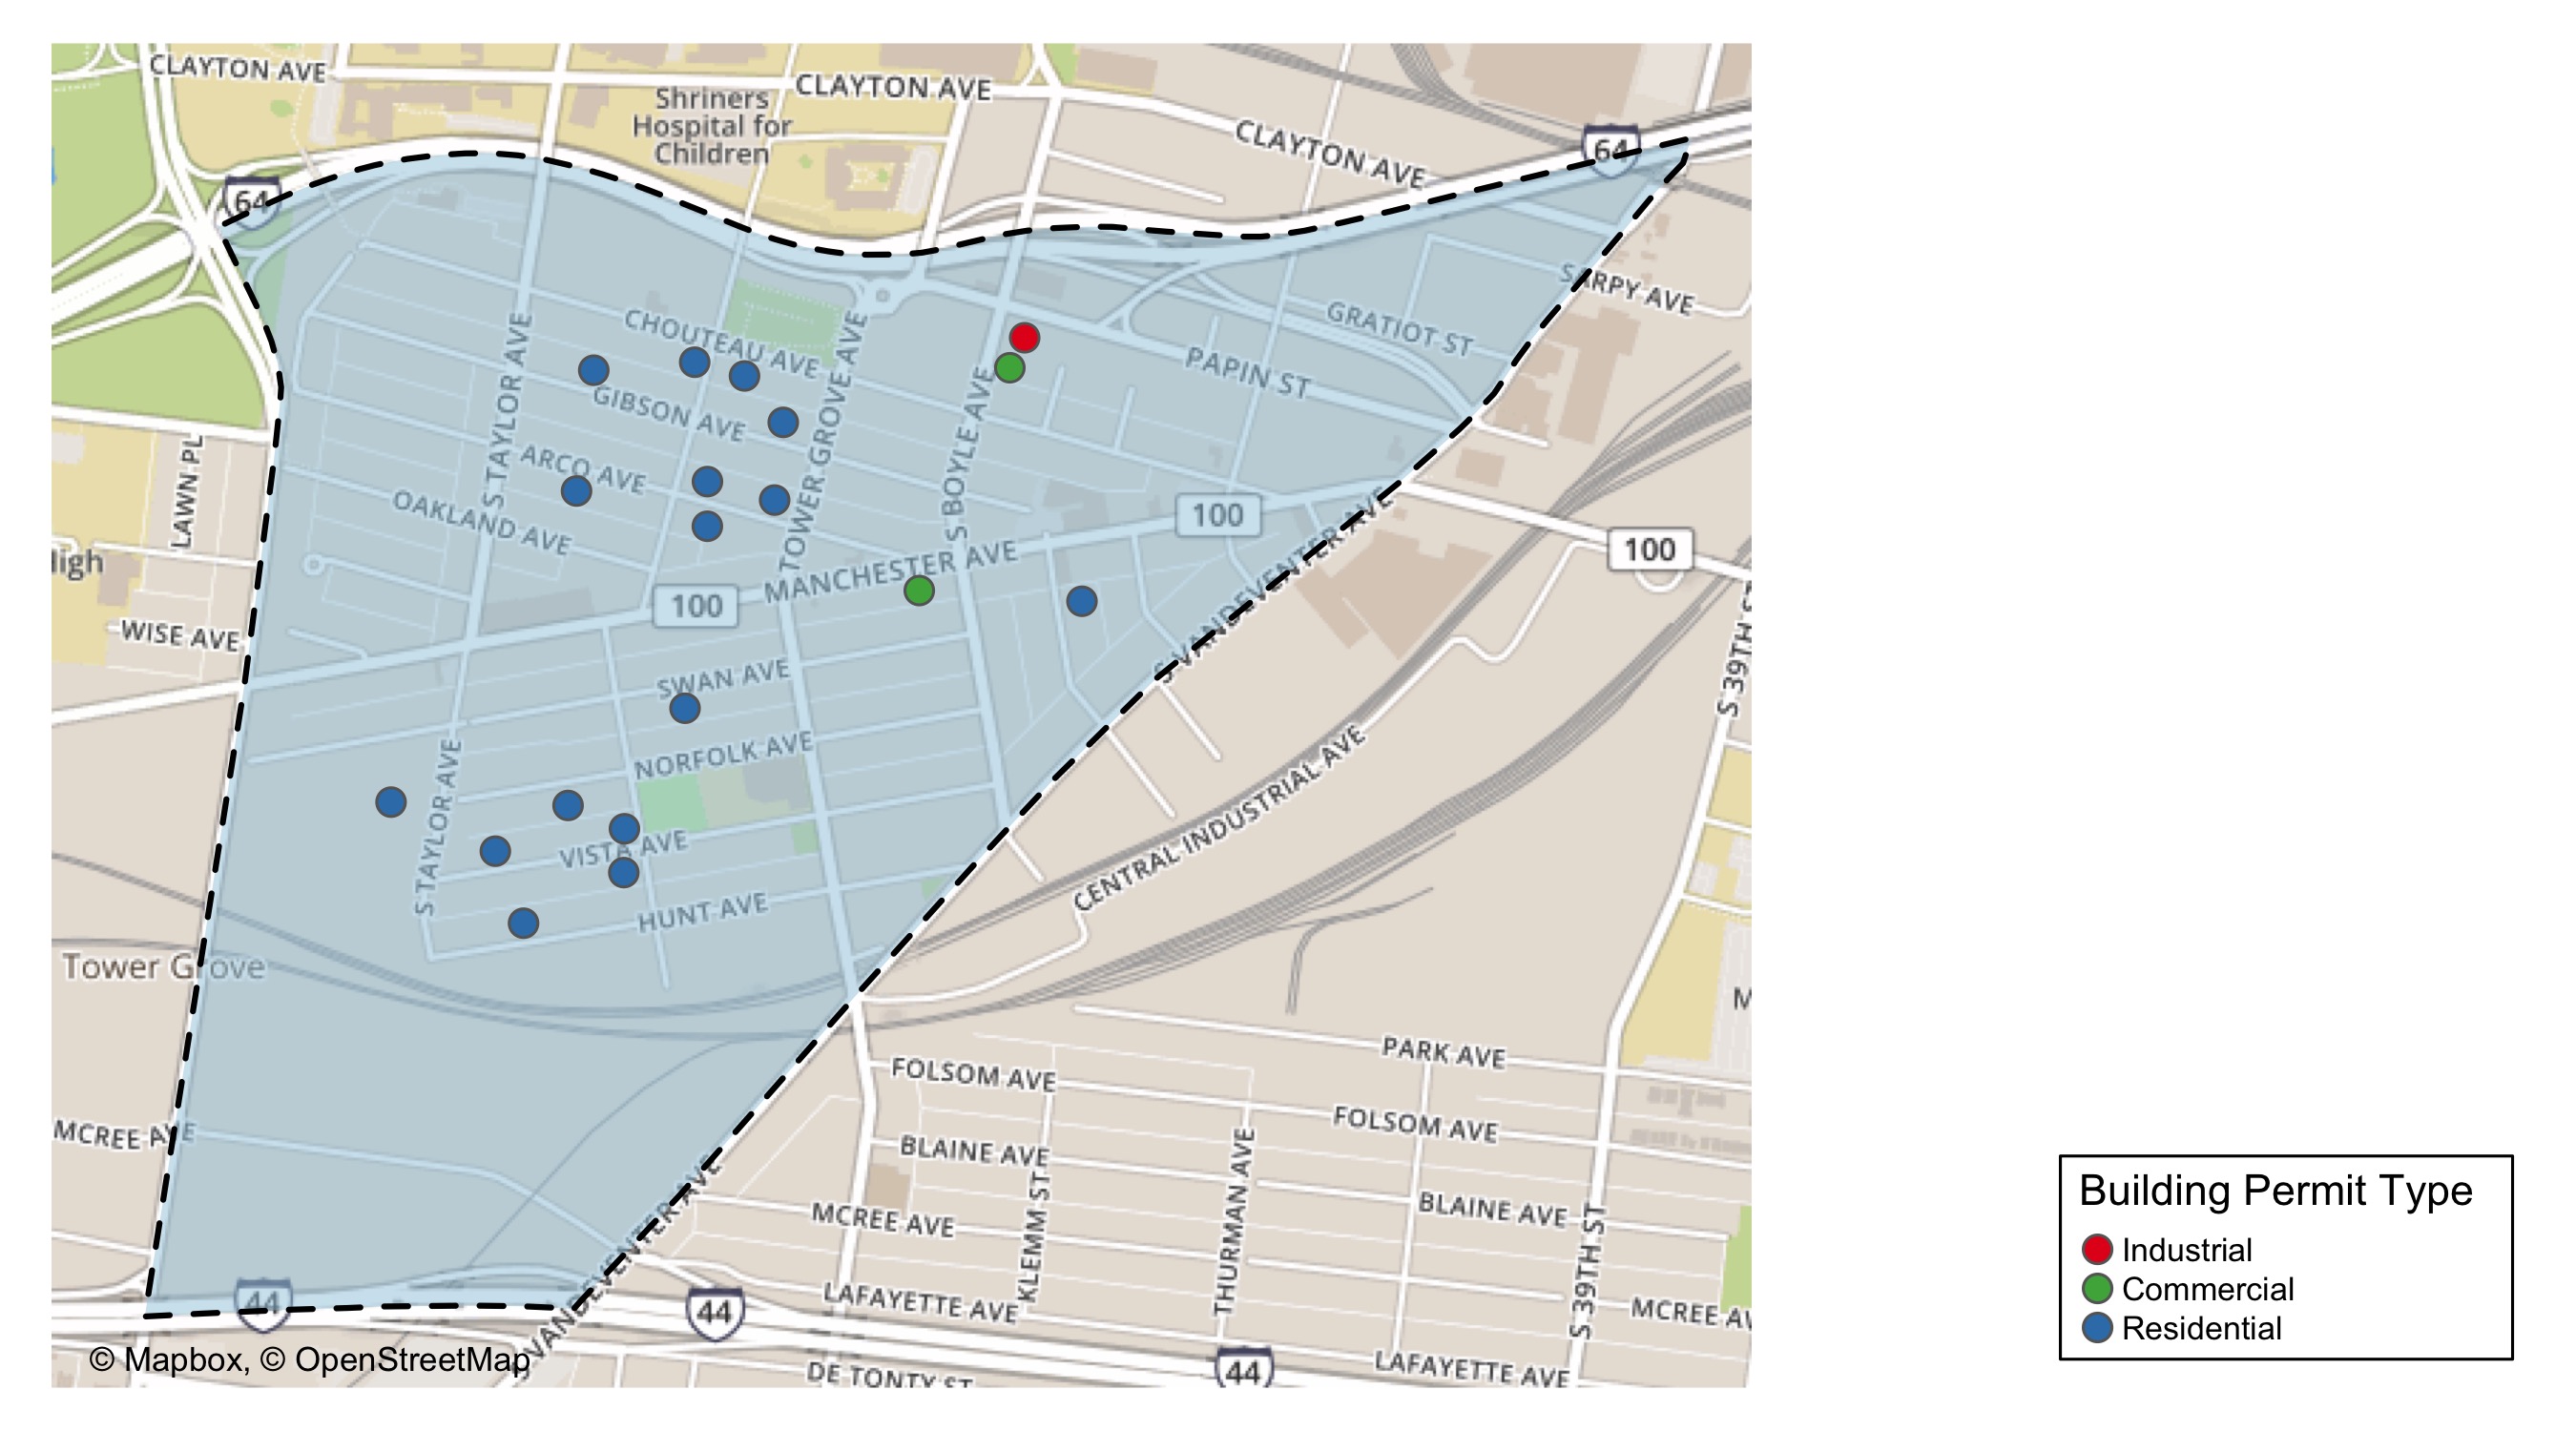 CLAYTON AVE
CLAYTON AVE
Shriners
Hospital for
Children
CLAYTON AVE
64
64
SARPY AVE
GRATIOT ST
CHOUTEAU AVE
PAPIN ST
S TAYLOR AVE
TOWER GROVE AVE
GIBSON AVE
S BOYLE AVE
LAWN PL
ARCO AVE
OAKLAND AVE
100
100
S VANDEVENTER AVE
MANCHESTER AVE
100
WISE AVE
S 39TH ST
SWAN AVE
NORFOLK AVE
S TAYLOR AVE
CENTRAL INDUSTRIAL AVE
VISTA AVE
HUNT AVE
Tower Grove
M
PARK AVE
FOLSOM AVE
FOLSOM AVE
MCREE AVE
BLAINE AVE
KLEMM ST
THURMAN AVE
BLAINE AVE
MCREE AVE
S 39TH ST
S VANDEVENTER AVE
44
44
LAFAYETTE AVE
MCREE AV
44
LAFAYETTE AVE
DE TONTY ST
© Mapbox, © OpenStreetMap
Building Permit Type
Industrial
Commercial
Residential